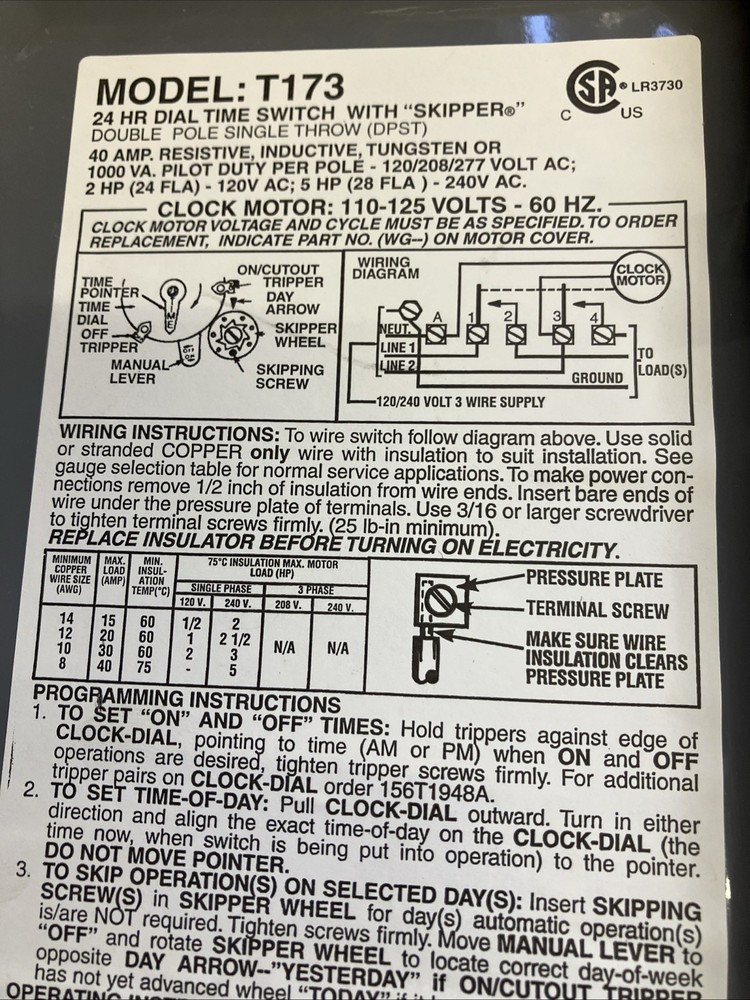 MODEL: T173
24 HR DIAL TIME SWITCH WITH "SKIPPER®"
DOUBLE POLE SINGLE THROW (DPST)
C SA ® LR3730
C US
40 AMP. RESISTIVE, INDUCTIVE, TUNGSTEN OR
1000 VA. PILOT DUTY PER POLE - 120/208/277 VOLT AC;
2 HP (24 FLA) - 120V AC; 5 HP (28 FLA ) - 240V AC.
CLOCK MOTOR: 110-125 VOLTS - 60 HZ.
CLOCK MOTOR VOLTAGE AND CYCLE MUST BE AS SPECIFIED. TO ORDER
REPLACEMENT, INDICATE PART NO. (WG--) ON MOTOR COVER.
TIME
POINTER
TIME
DIAL
OFF
TRIPPER
MANUAL
LEVER
TIME
ON/CUTOUT
TRIPPER
DAY
ARROW
SKIPPER
WHEEL
SKIPPING
SCREW
WIRING
DIAGRAM
CLOCK
MOTOR
A 1 2 3 4
NEUT.
LINE 1
LINE 2
TO
LOAD(S)
GROUND
120/240 VOLT 3 WIRE SUPPLY
WIRING INSTRUCTIONS: To wire switch follow diagram above. Use solid
or stranded COPPER only wire with insulation to suit installation. See
gauge selection table for normal service applications. To make power con-
nections remove 1/2 inch of insulation from wire ends. Insert bare ends of
wire under the pressure plate of terminals. Use 3/16 or larger screwdriver
to tighten terminal screws firmly. (25 lb-in minimum).
REPLACE INSULATOR BEFORE TURNING ON ELECTRICITY.
MINIMUM
COPPER
WIRE SIZE
(AWG)
MAX.
LOAD
(AMP)
MIN.
INSUL-
ATION
TEMP(°C)
75°C INSULATION MAX. MOTOR
LOAD (HP)
SINGLE PHASE 3 PHASE
120 V. 240 V. 208 V. 240 V.
14 15 60 1/2 2
12 20 60 1 2 1/2
10 30 60 2 3
8 40 75 - 5
N/A N/A
PRESSURE PLATE
TERMINAL SCREW
MAKE SURE WIRE
INSULATION CLEARS
PRESSURE PLATE
PROGRAMMING INSTRUCTIONS
1. TO SET "ON" AND "OFF" TIMES: Hold trippers against edge of
CLOCK-DIAL, pointing to time (AM or PM) when ON and OFF
operations are desired, tighten tripper screws firmly. For additional
tripper pairs on CLOCK-DIAL order 156T1948A.
2. TO SET TIME-OF-DAY: Pull CLOCK-DIAL outward. Turn in either
direction and align the exact time-of-day on the CLOCK-DIAL (the
time now, when switch is being put into operation) to the pointer.
DO NOT MOVE POINTER.
3. TO SKIP OPERATION(S) ON SELECTED DAY(S): Insert SKIPPING
SCREW(S) in SKIPPER WHEEL for day(s) automatic operation(s)
is/are NOT required. Tighten screws firmly. Move MANUAL LEVER to
"OFF" and rotate SKIPPER WHEEL to locate correct day-of-week
opposite DAY ARROW--"YESTERDAY" if ON/CUTOUT TRIPPER
has not yet advanced wheel "TODAY"
OPERATING